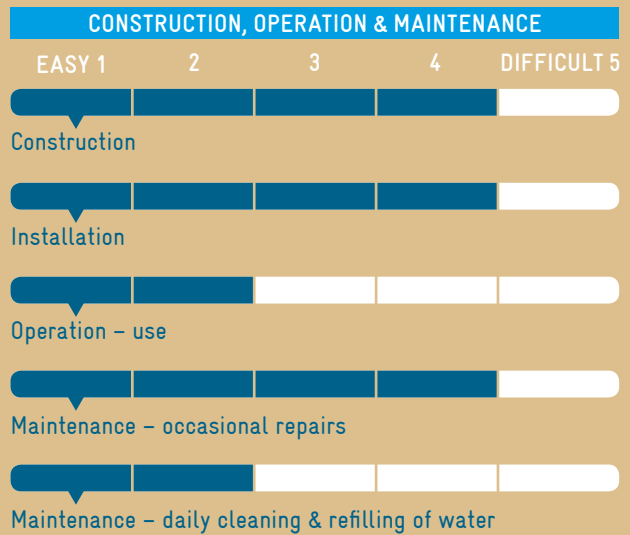 CONSTRUCTION, OPERATION & MAINTENANCE
EASY 1 2 3 4 DIFFICULT 5
Construction
Installation
Operation – use
Maintenance – occasional repairs
Maintenance – daily cleaning & refilling of water